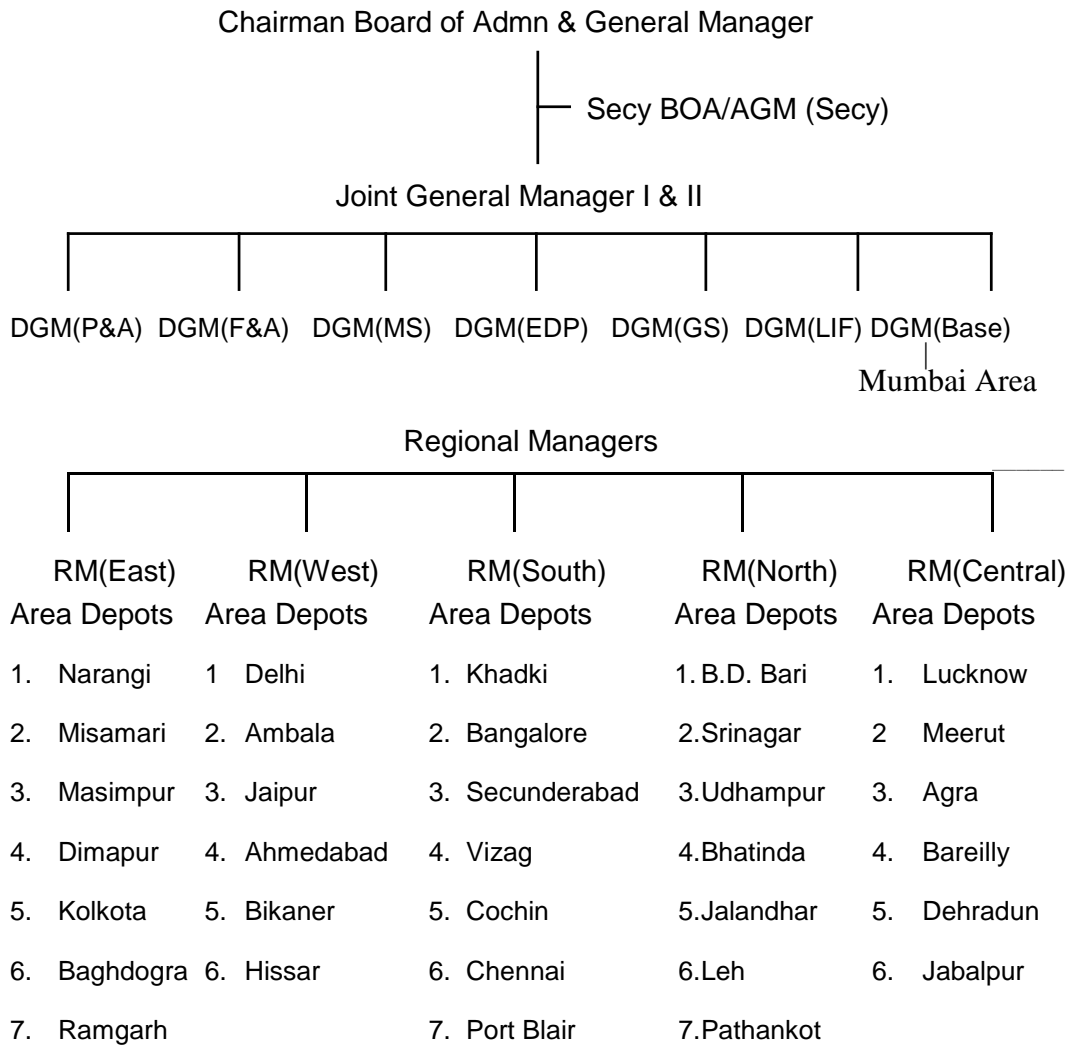 Chairman Board of Admn & General Manager
Secy BOA/AGM (Secy)
Joint General Manager I & II
DGM(P&A) DGM(F&A) DGM(MS) DGM(EDP) DGM(GS) DGM(LIF) DGM(Base)
Mumbai Area
Regional Managers
RM(East) RM(West) RM(South) RM(North) RM(Central)
Area Depots Area Depots Area Depots Area Depots Area Depots
1. Narangi 1 Delhi 1. Khadki 1. B.D. Bari 1. Lucknow
2. Misamari 2. Ambala 2. Bangalore 2.Srinagar 2 Meerut
3. Masimpur 3. Jaipur 3. Secunderabad 3.Udhampur 3. Agra
4. Dimapur 4. Ahmedabad 4. Vizag 4.Bhatinda 4. Bareilly
5. Kolkota 5. Bikaner 5. Cochin 5.Jalandhar 5. Dehradun
6. Baghdogra 6. Hissar 6. Chennai 6.Leh 6. Jabalpur
7. Ramgarh 7. Port Blair 7.Pathankot